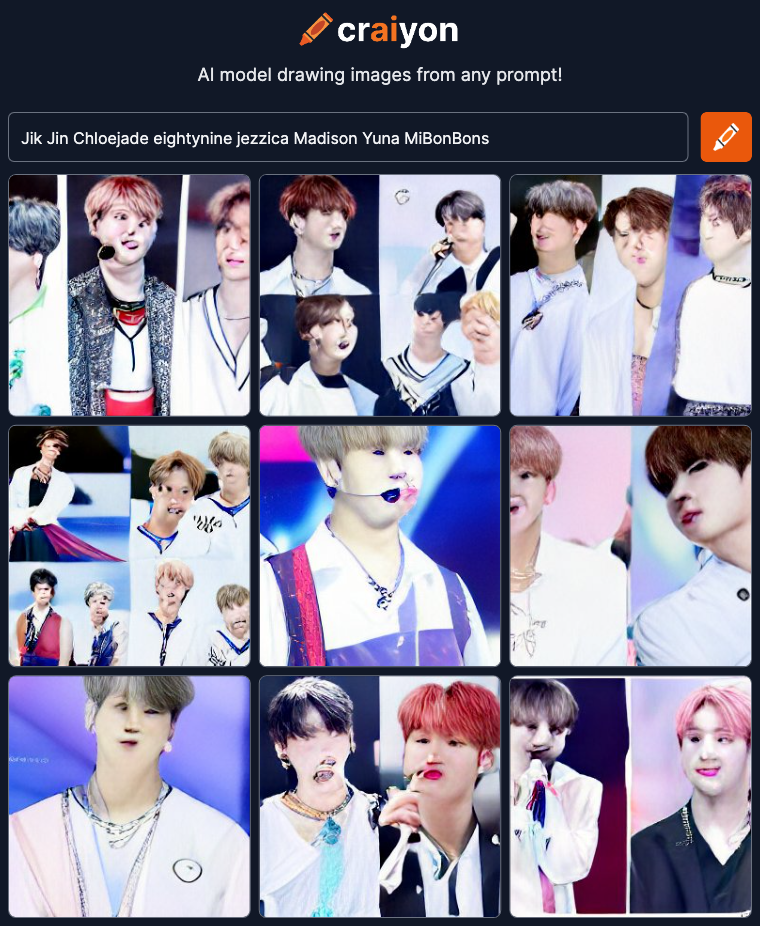 craiyon
AI model drawing images from any prompt!
Jik Jin Chloejade eightynine jezzica Madison Yuna MiBonBons